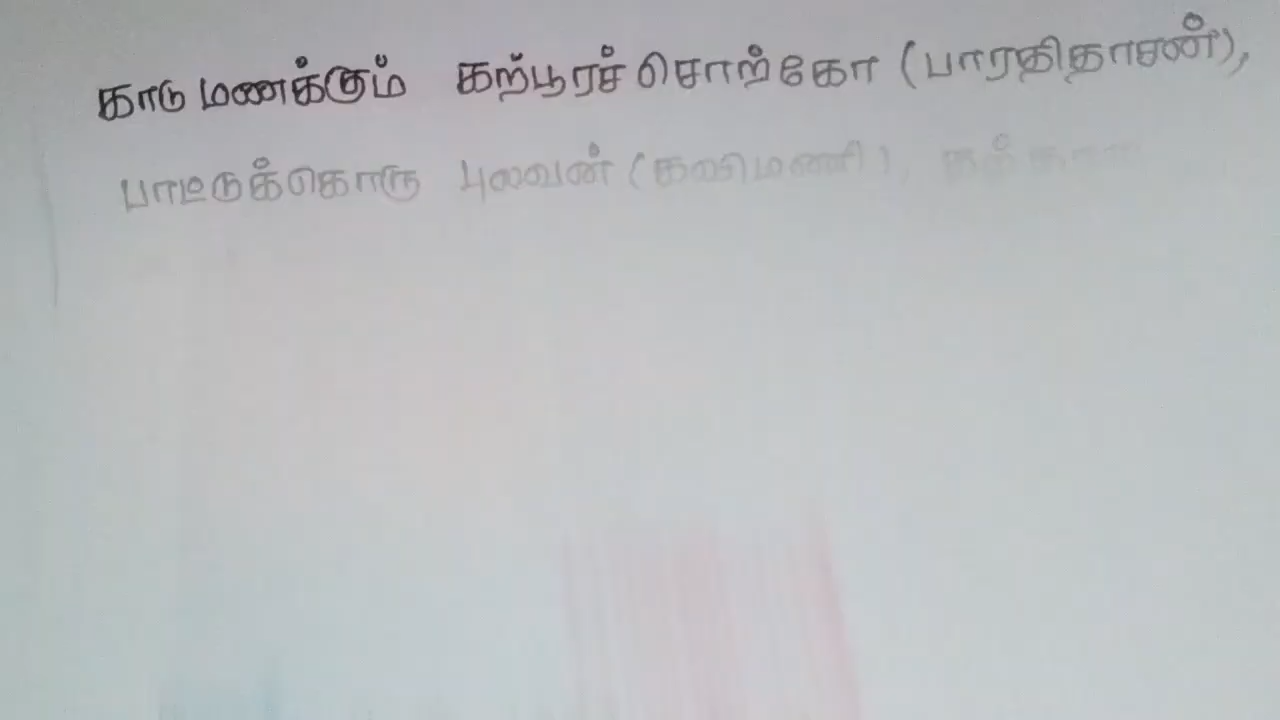 காடு மணக்கும் கற்பூரச் சொற்கோ (பாரதிதாசன்),
பாட்டுக்கொரு புலவன் (கவிமணி),